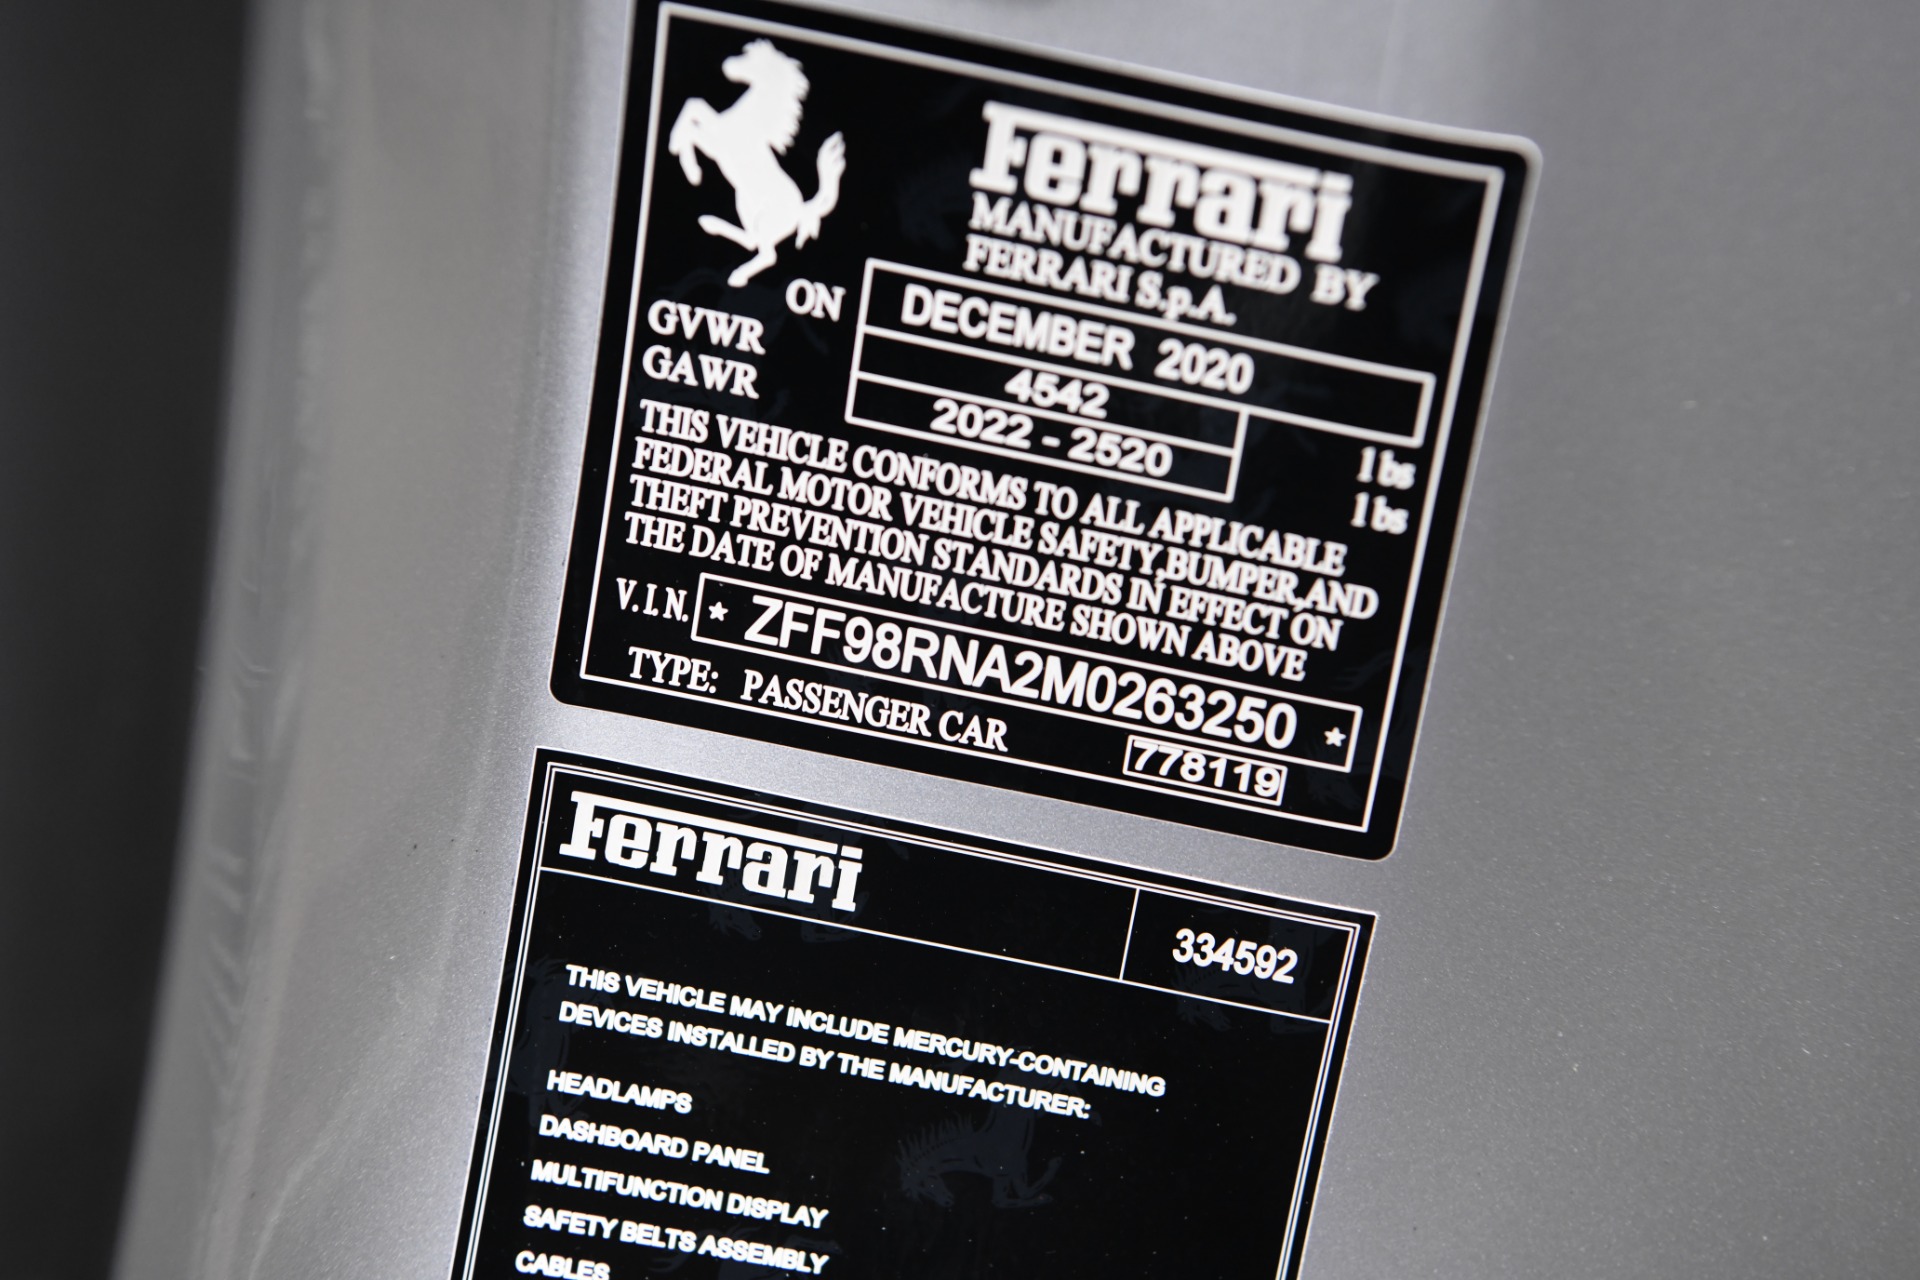 Ferrari
MANUFACTURED BY
FERRARI S.p.A.
ON DECEMBER 2020
GVWR 4542 lbs
GAWR 2022 - 2520 lbs
THIS VEHICLE CONFORMS TO ALL APPLICABLE
FEDERAL MOTOR VEHICLE SAFETY,BUMPER,AND
THEFT PREVENTION STANDARDS IN EFFECT ON
THE DATE OF MANUFACTURE SHOWN ABOVE
V.I.N. * ZFF98RNA2M0263250 *
TYPE: PASSENGER CAR 778119
Ferrari 334592
THIS VEHICLE MAY INCLUDE MERCURY-CONTAINING
DEVICES INSTALLED BY THE MANUFACTURER:
HEADLAMPS
DASHBOARD PANEL
MULTIFUNCTION DISPLAY
SAFETY BELTS ASSEMBLY
CABLES